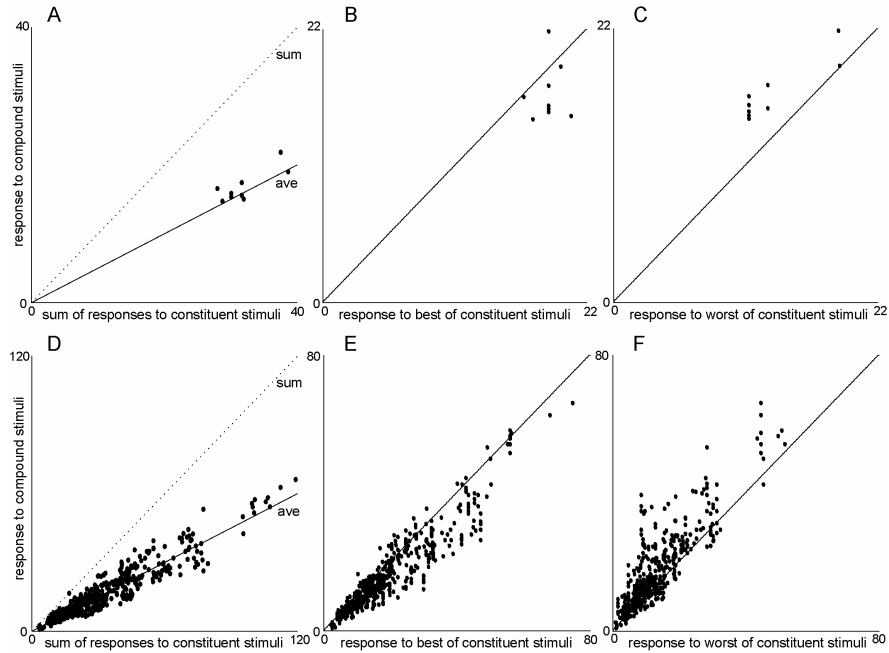 A
B
C
40
22
22
sum
ave
response to compound stimuli
0
0
0
0
sum of responses to constituent stimuli
40
response to best of constituent stimuli
22
0
response to worst of constituent stimuli
22
D
E
F
120
80
80
sum
ave
response to compound stimuli
0
0
0
0
sum of responses to constituent stimuli
120
0
response to best of constituent stimuli
80
0
response to worst of constituent stimuli
80